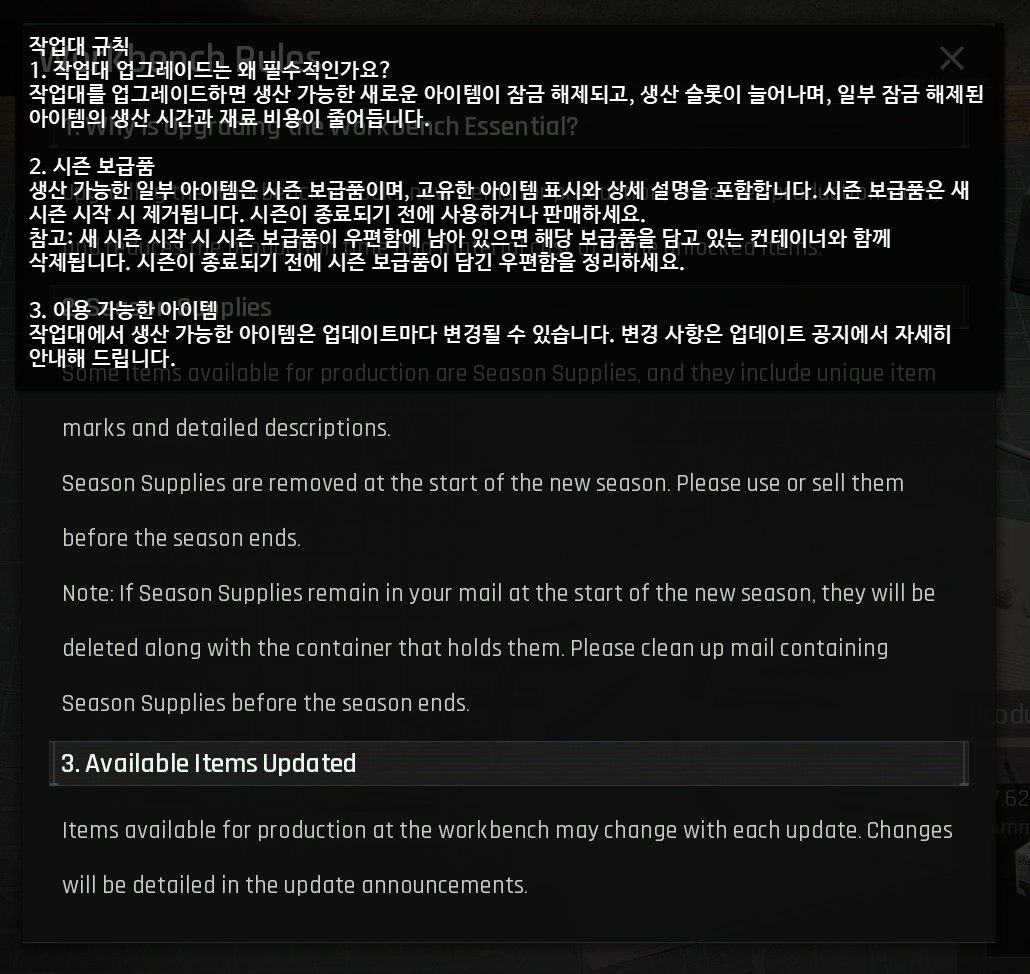 작업대 규칙
Workbench Rules
1. 작업대 업그레이드는 왜 필수적인가요?
작업대를 업그레이드하면 생산 가능한 새로운 아이템이 잠금 해제되고, 생산 슬롯이 늘어나며, 일부 잠금 해제된
아이템의 생산 시간과 재료 비용이 줄어듭니다.
1. Why is Upgrading the Workbench Essential?
2. 시즌 보급품
생산 가능한 일부 아이템은 시즌 보급품이며, 고유한 아이템 표시와 상세 설명을 포함합니다. 시즌 보급품은 새
시즌 시작 시 제거됩니다. 시즌이 종료되기 전에 사용하거나 판매하세요.
참고: 새 시즌 시작 시 시즌 보급품이 우편함에 남아 있으면 해당 보급품을 담고 있는 컨테이너와 함께
삭제됩니다. 시즌이 종료되기 전에 시즌 보급품이 담긴 우편함을 정리하세요.
3. 이용 가능한 아이템
2. Season Supplies
작업대에서 생산 가능한 아이템은 업데이트마다 변경될 수 있습니다. 변경 사항은 업데이트 공지에서 자세히
안내해 드립니다.
Some items available for production are Season Supplies, and they include unique item
marks and detailed descriptions.
Season Supplies are removed at the start of the new season. Please use or sell them
before the season ends.
Note: If Season Supplies remain in your mail at the start of the new season, they will be
deleted along with the container that holds them. Please clean up mail containing
Season Supplies before the season ends.
3. Available Items Updated
Items available for production at the workbench may change with each update. Changes
will be detailed in the update announcements.